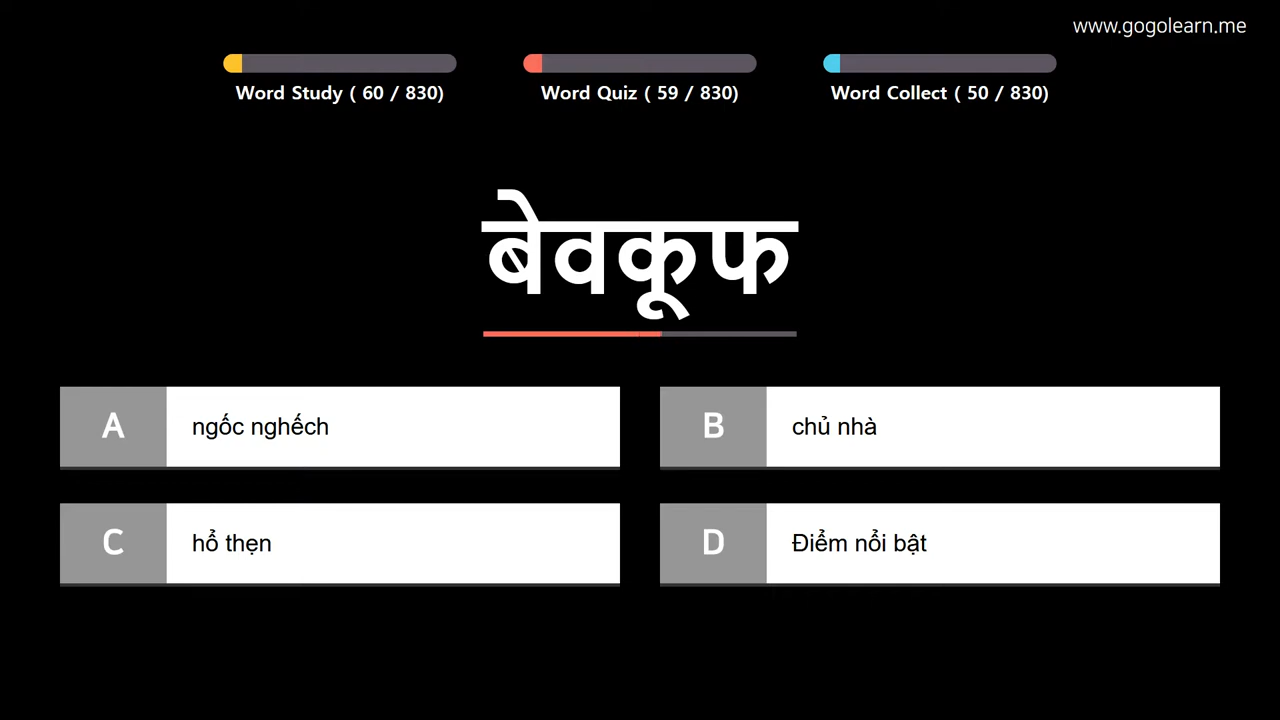 www.gogolearn.me
Word Study ( 60 / 830)
Word Quiz ( 59 / 830)
Word Collect ( 50 / 830)
बेवकूफ
A ngốc nghếch
B chủ nhà
C hổ thẹn
D Điểm nổi bật